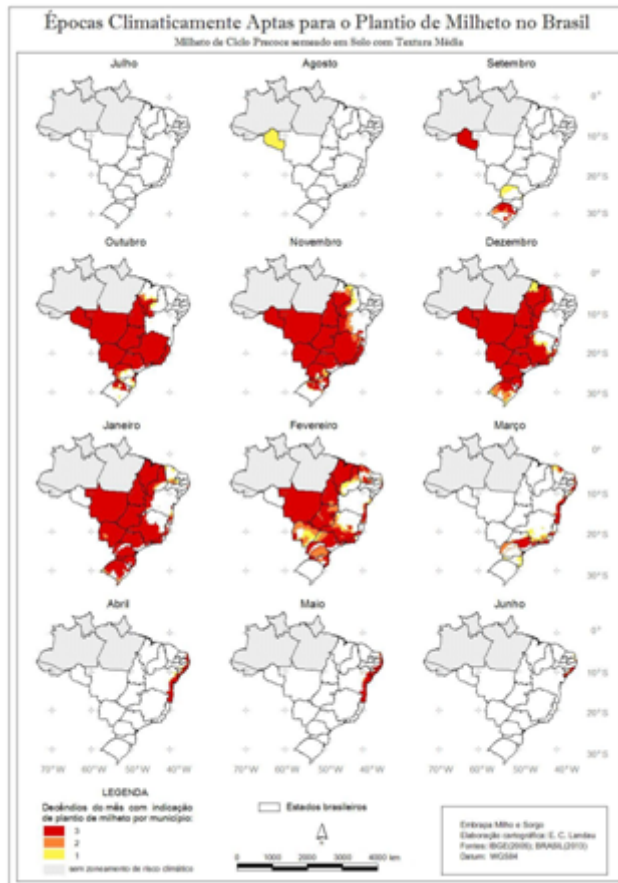 Épocas Climaticamente Aptas para o Plantio de Milheto no Brasil
Milheto de Ciclo Precoce semeado em Solo com Textura Média
Julho
Agosto
Setembro
0°
10°S
20°S
30°S
Outubro
Novembro
Dezembro
0°
10°S
20°S
30°S
Janeiro
Fevereiro
Março
0°
10°S
20°S
30°S
Abril
Maio
Junho
0°
10°S
20°S
30°S
70°W 60°W 50°W 40°W
70°W 60°W 50°W 40°W
70°W 60°W 50°W 40°W
LEGENDA
Decêndios do mês com indicação
de plantio de milheto por município:
3
2
1
sem zoneamento de risco climático
Estados brasileiros
N
0 1000 2000 3000 4000 km
Embrapa Milho e Sorgo
Elaboração cartográfica: E. C. Landau
Fontes: IBGE(2005); BRASIL(2013)
Datum: WGS84